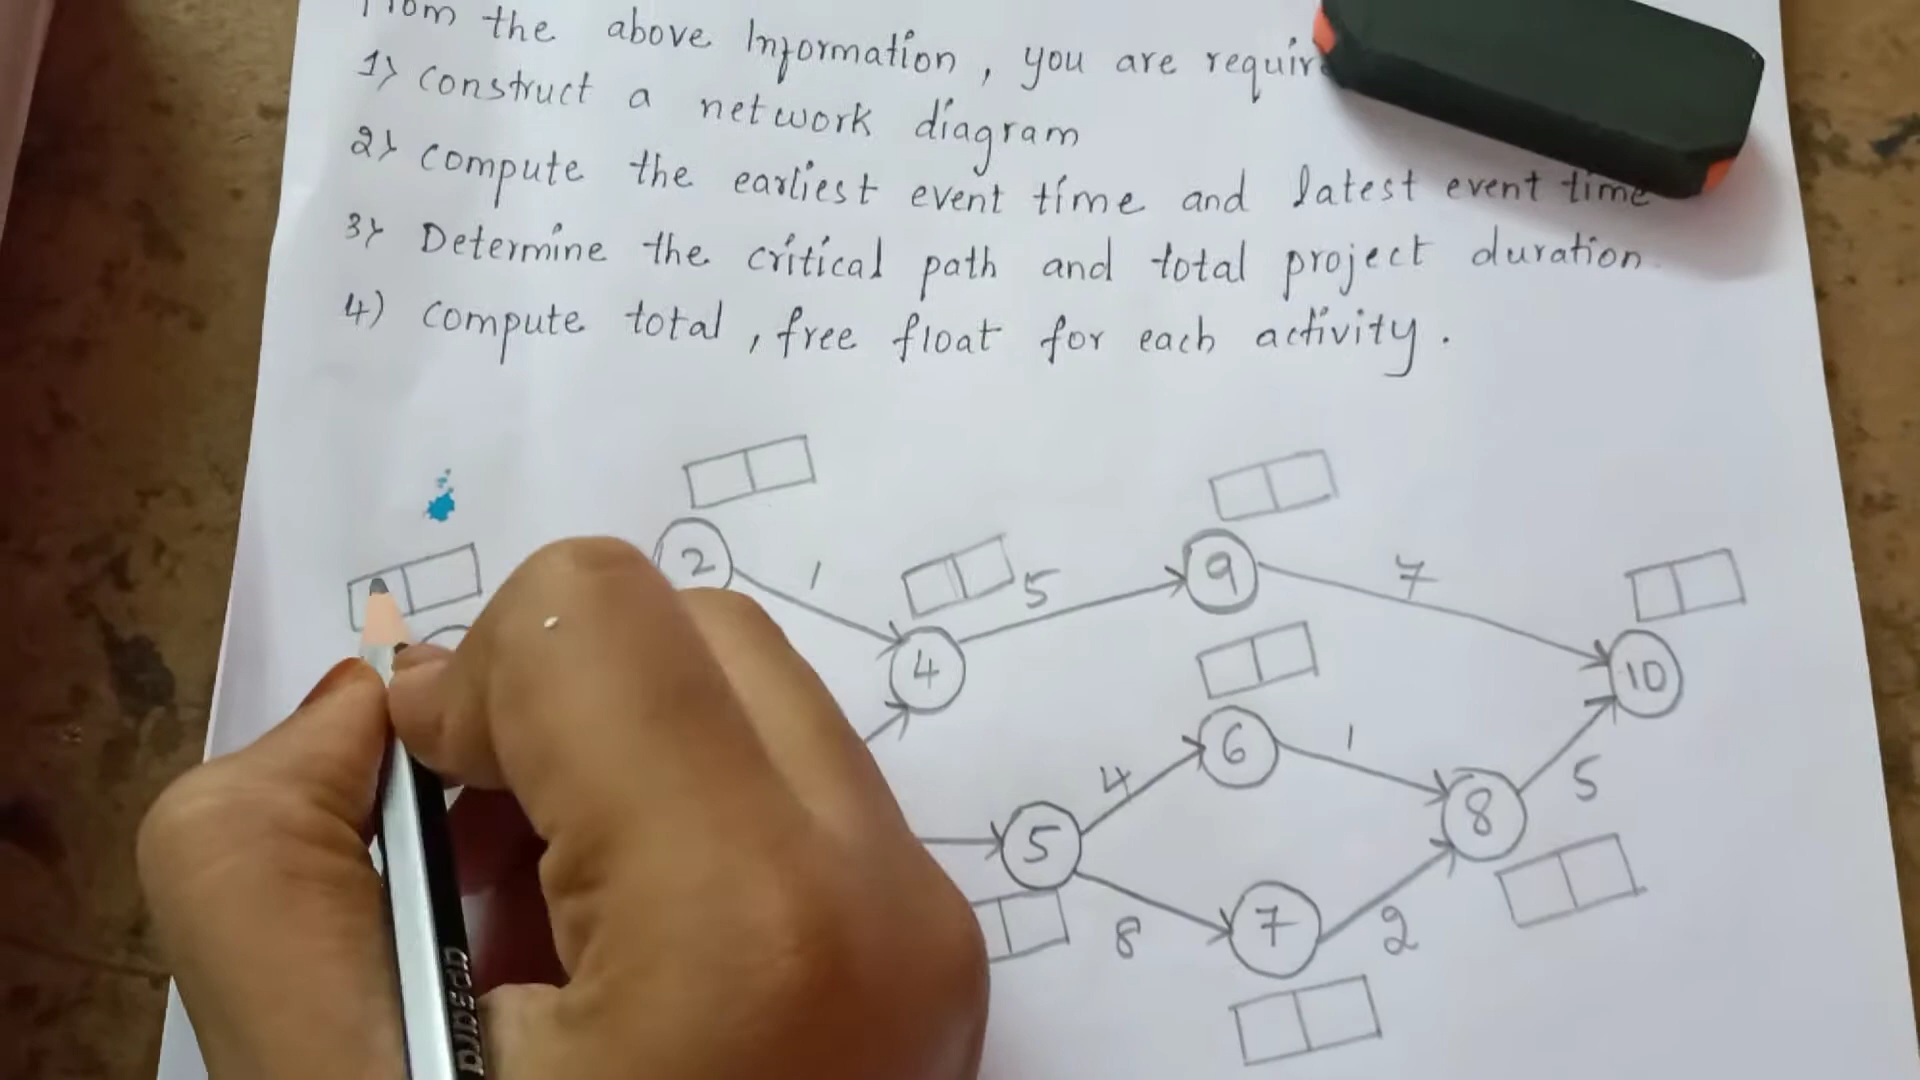 From the above Information, you are
1) construct a network diagram
2) compute the earliest event time and latest event time
3) Determine the critical path and total project duration.
4) compute total, free float for each activity.
2 1 4 5 9 7 10
5 4 6 1 8 5
8 7 2
apsara